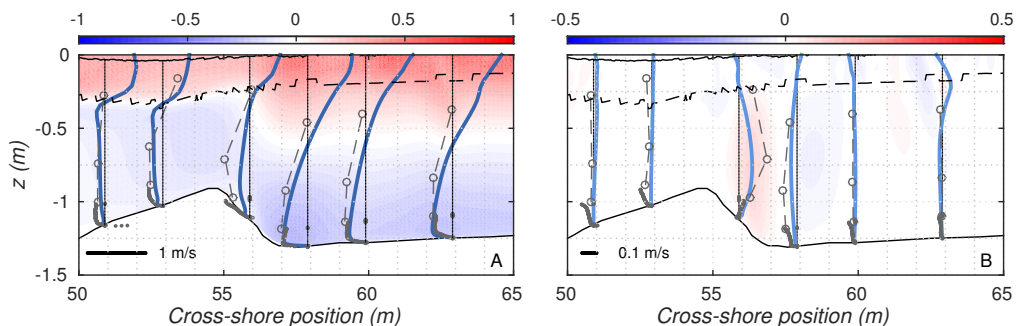 -1 -0.5 0 0.5 1
-0.5 0 0.5
0
-0.5
-1
-1.5
z (m)
1 m/s
A
0.1 m/s
B
50 55 60 65
50 55 60 65
Cross-shore position (m)
Cross-shore position (m)